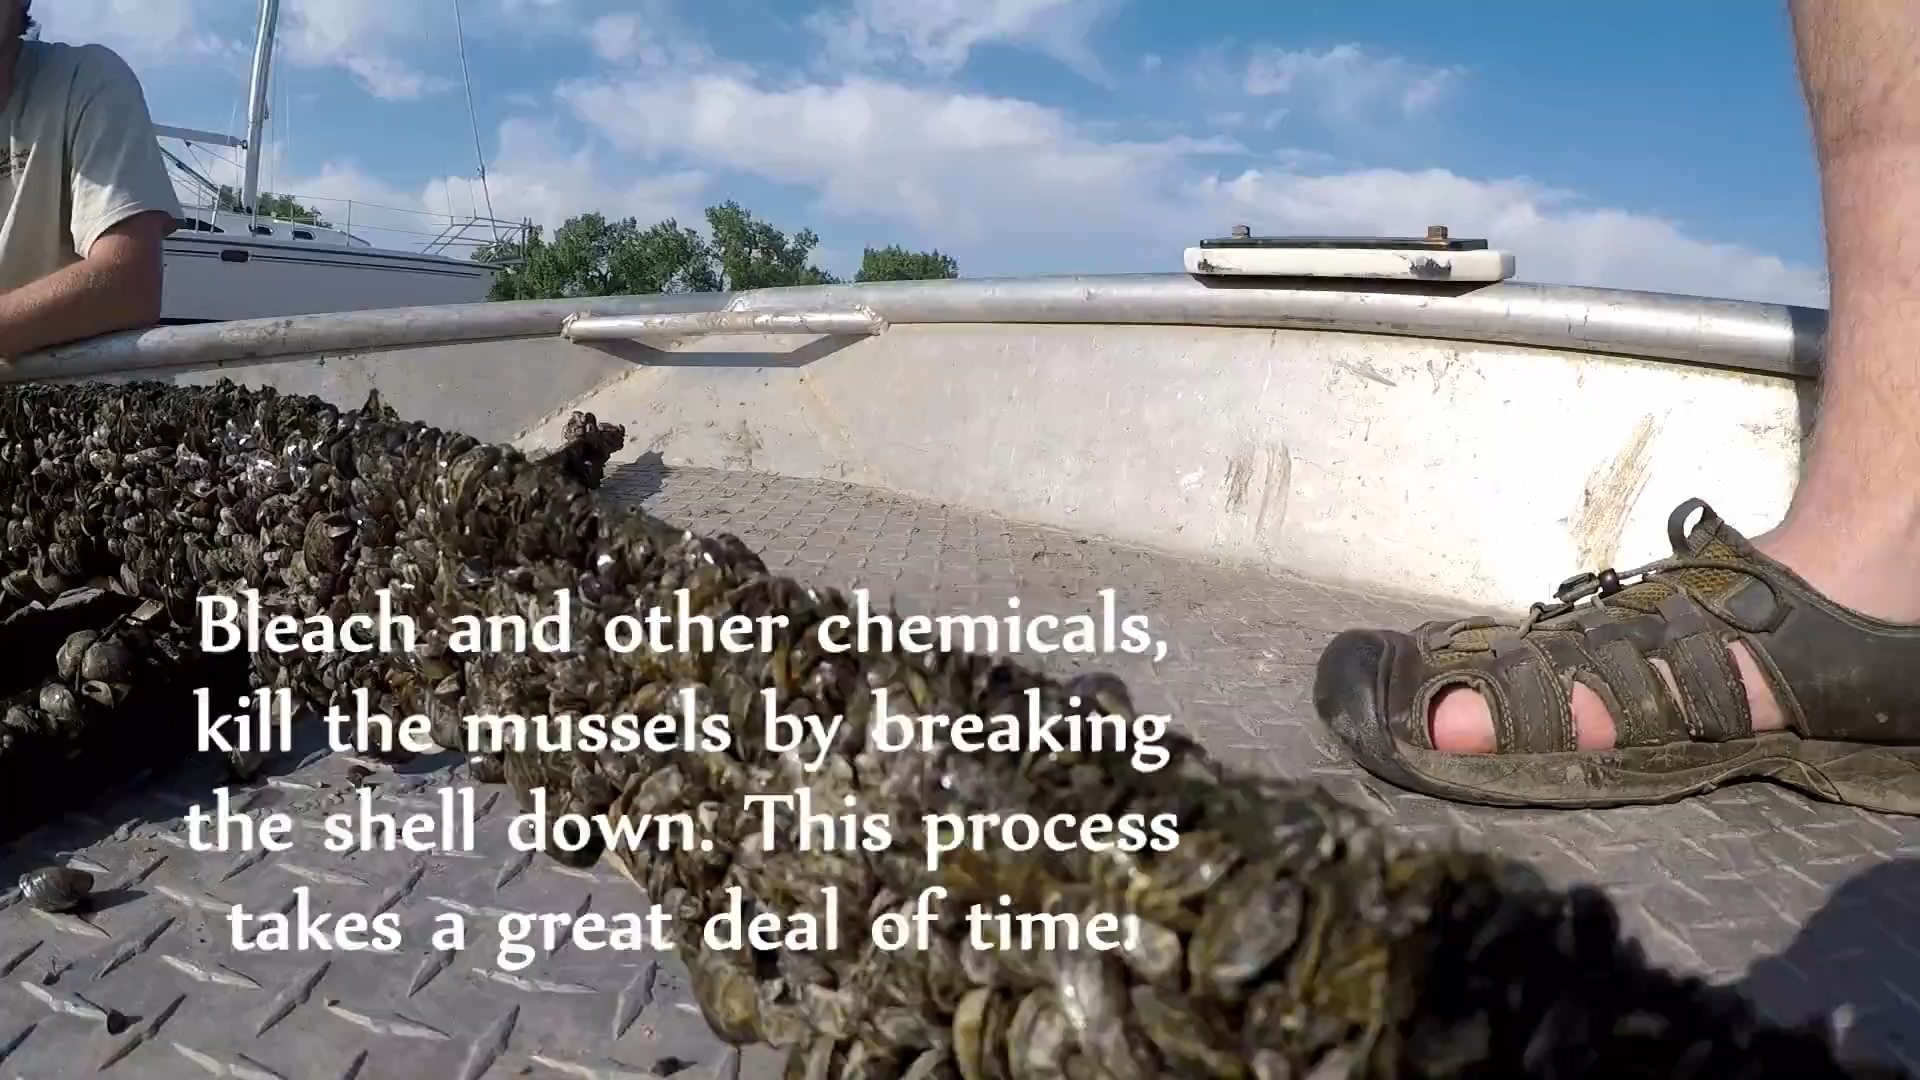 Bleach and other chemicals,
kill the mussels by breaking
the shell down. This process
takes a great deal of time.